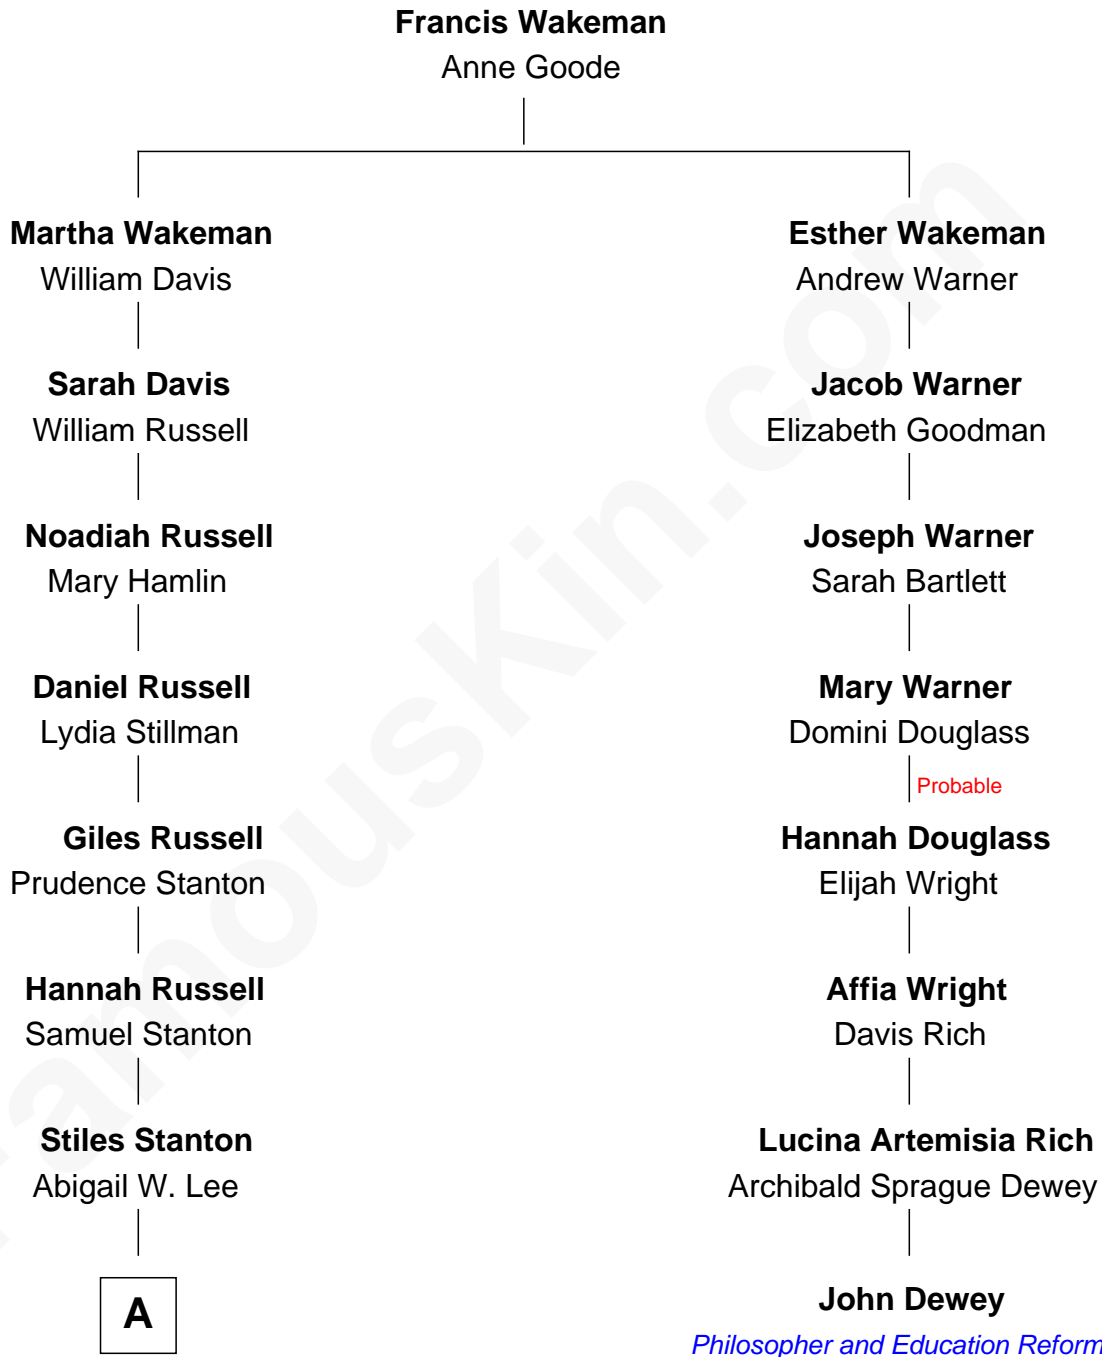 Francis Wakeman
Anne Goode
Martha Wakeman
William Davis
Esther Wakeman
Andrew Warner
Sarah Davis
William Russell
Jacob Warner
Elizabeth Goodman
Noadiah Russell
Mary Hamlin
Joseph Warner
Sarah Bartlett
Daniel Russell
Lydia Stillman
Mary Warner
Domini Douglass
Probable
Giles Russell
Prudence Stanton
Hannah Douglass
Elijah Wright
Hannah Russell
Samuel Stanton
Affia Wright
Davis Rich
Stiles Stanton
Abigail W. Lee
Lucina Artemisia Rich
Archibald Sprague Dewey
A
John Dewey
Philosopher and Education Reform
FamousKin.com